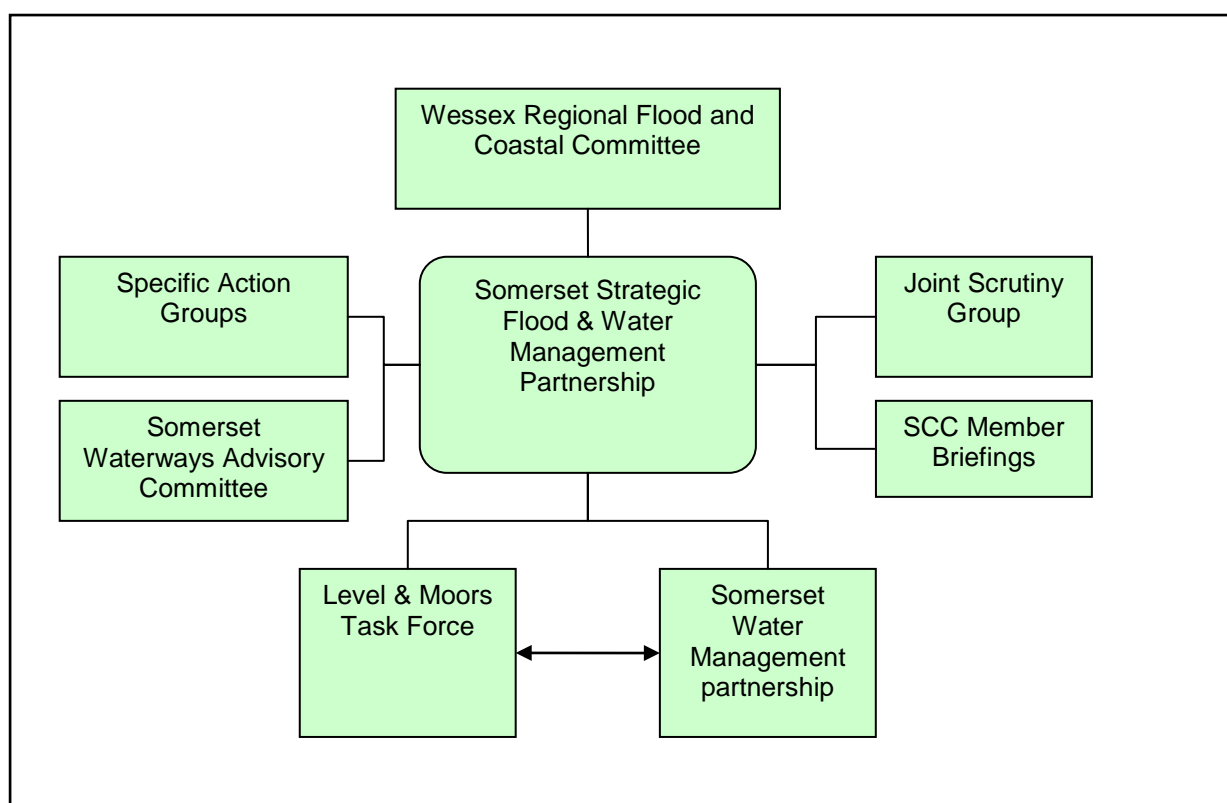 Wessex Regional Flood and
Coastal Committee
Specific Action
Groups
Somerset Strategic
Flood & Water
Management
Partnership
Joint Scrutiny
Group
Somerset
Waterways Advisory
Committee
SCC Member
Briefings
Level & Moors
Task Force
Somerset
Water
Management
partnership